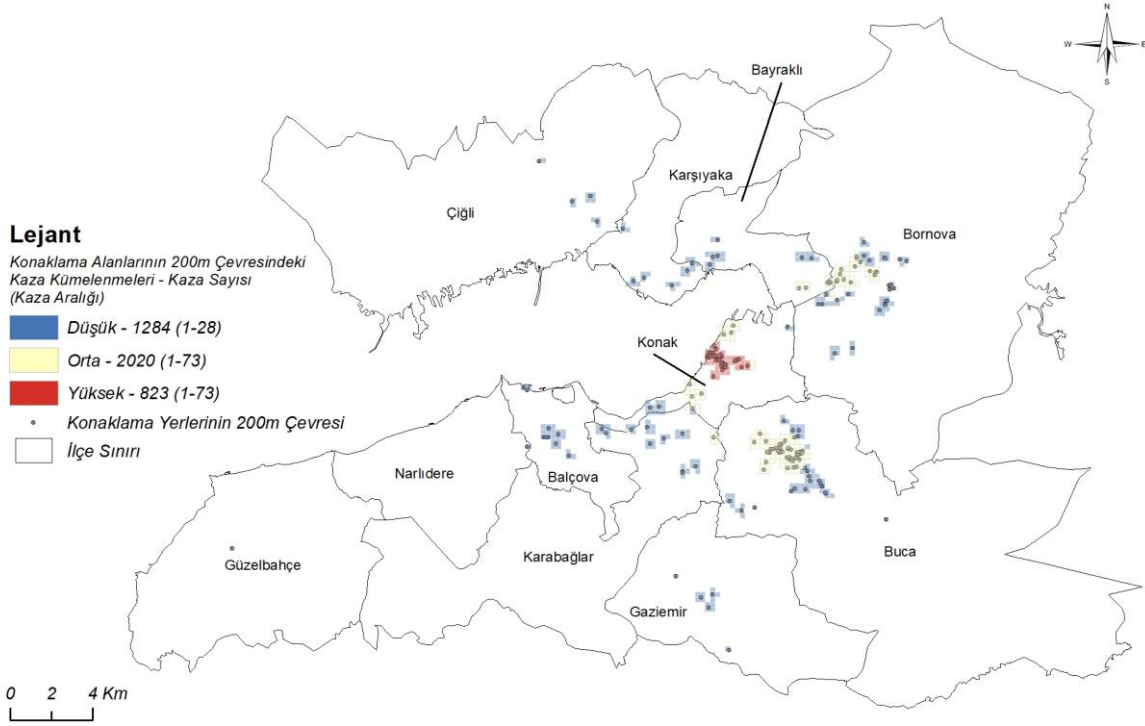 N
W E
S
Bayraklı
Karşıyaka
Çiğli
Bornova
Lejant
Konaklama Alanlarının 200m Çevresindeki
Kaza Kümelenmeleri - Kaza Sayısı
(Kaza Aralığı)
Düşük - 1284 (1-28)
Orta - 2020 (1-73)
Yüksek - 823 (1-73)
Konaklama Yerlerinin 200m Çevresi
İlçe Sınırı
Konak
Narlıdere
Balçova
Güzelbahçe
Karabağlar
Buca
Gaziemir
0 2 4 Km